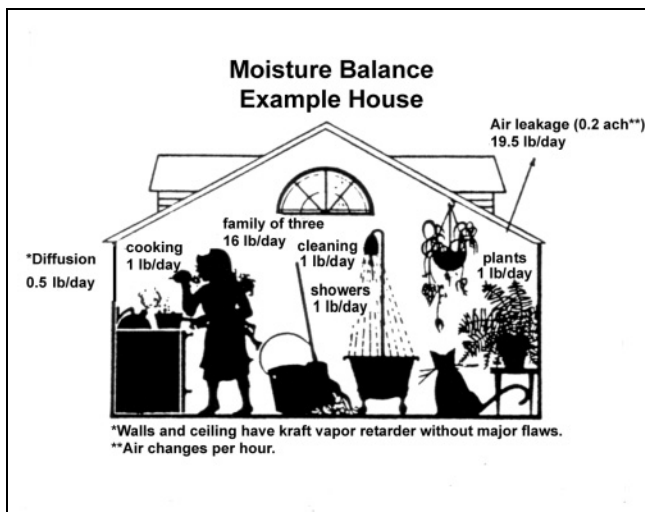 Moisture Balance
Example House
Air leakage (0.2 ach**)
19.5 lb/day
*Diffusion
0.5 lb/day
cooking
1 lb/day
family of three
16 lb/day
cleaning
1 lb/day
showers
1 lb/day
plants
1 lb/day
*Walls and ceiling have kraft vapor retarder without major flaws.
**Air changes per hour.